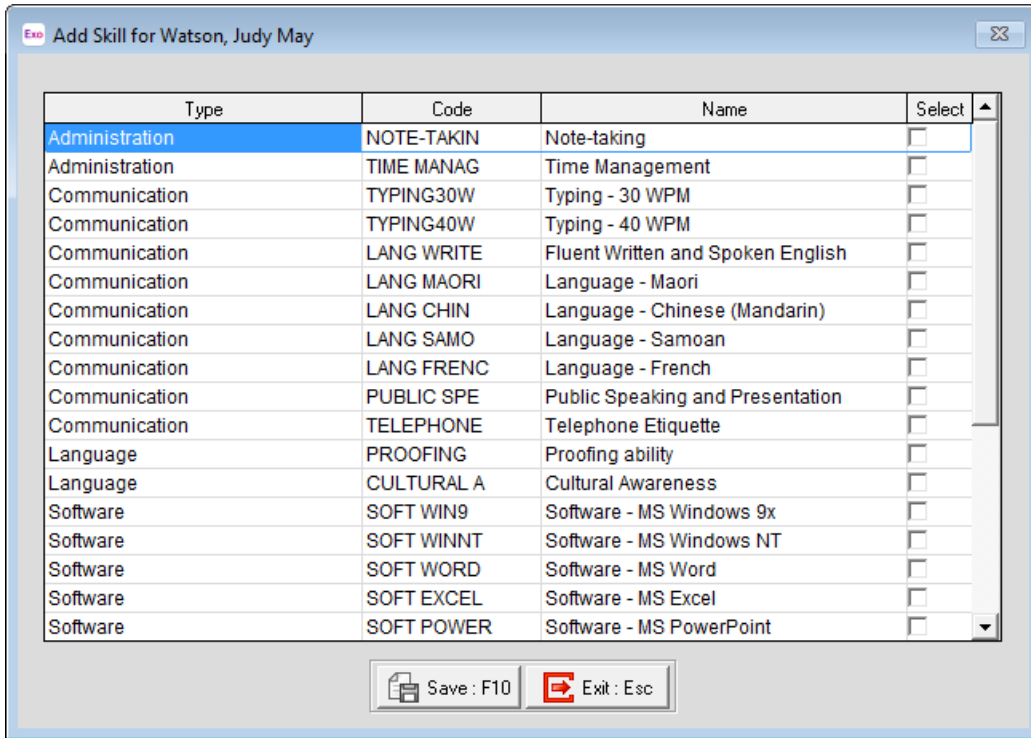 Exo Add Skill for Watson, Judy May
Type Code Name Select
Administration NOTE-TAKIN Note-taking
Administration TIME MANAG Time Management
Communication TYPING30W Typing - 30 WPM
Communication TYPING40W Typing - 40 WPM
Communication LANG WRITE Fluent Written and Spoken English
Communication LANG MAORI Language - Maori
Communication LANG CHIN Language - Chinese (Mandarin)
Communication LANG SAMO Language - Samoan
Communication LANG FRENC Language - French
Communication PUBLIC SPE Public Speaking and Presentation
Communication TELEPHONE Telephone Etiquette
Language PROOFING Proofing ability
Language CULTURAL A Cultural Awareness
Software SOFT WIN9 Software - MS Windows 9x
Software SOFT WINNT Software - MS Windows NT
Software SOFT WORD Software - MS Word
Software SOFT EXCEL Software - MS Excel
Software SOFT POWER Software - MS PowerPoint
Save : F10 Exit : Esc